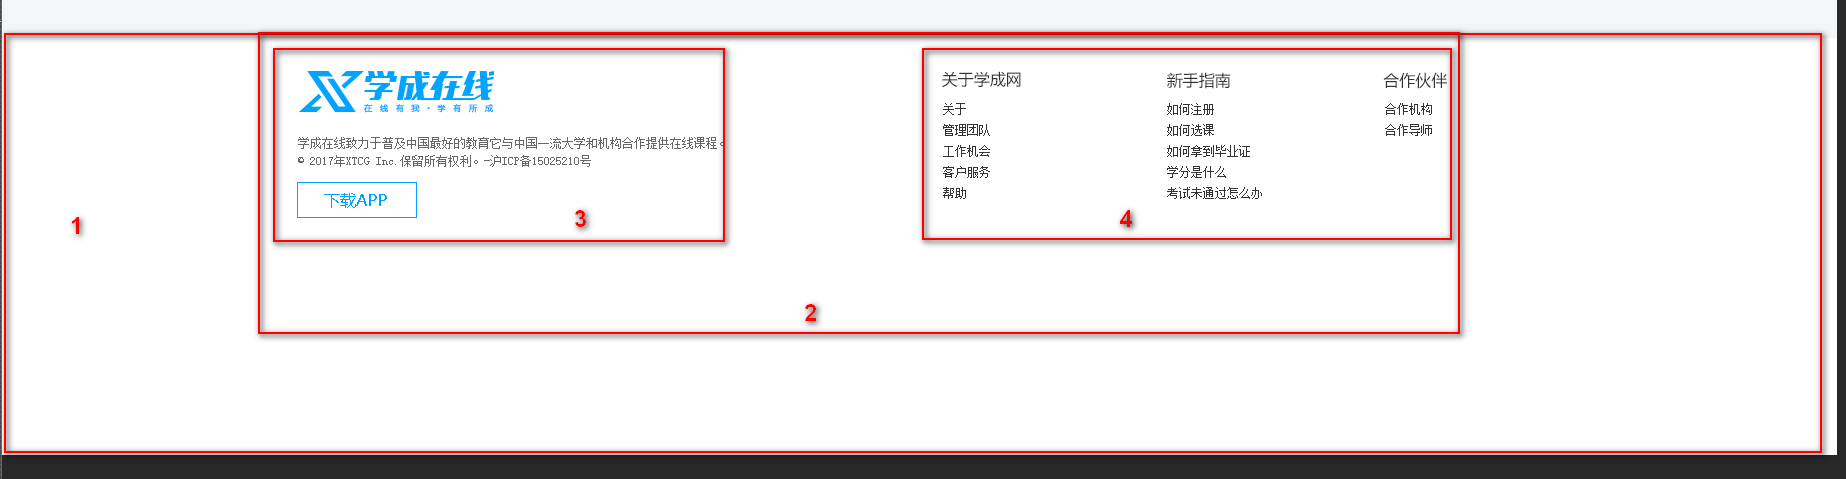 学成在线
在线有我·学有所成
学成在线致力于普及中国最好的教育它与中国一流大学和机构合作提供在线课程。
© 2017年XTCG Inc.保留所有权利。-沪ICP备15025210号
下载APP
3
关于学成网
关于
管理团队
工作机会
客户服务
帮助
新手指南
如何注册
如何选课
如何拿到毕业证
学分是什么
考试未通过怎么办
合作伙伴
合作机构
合作导师
4
1
2